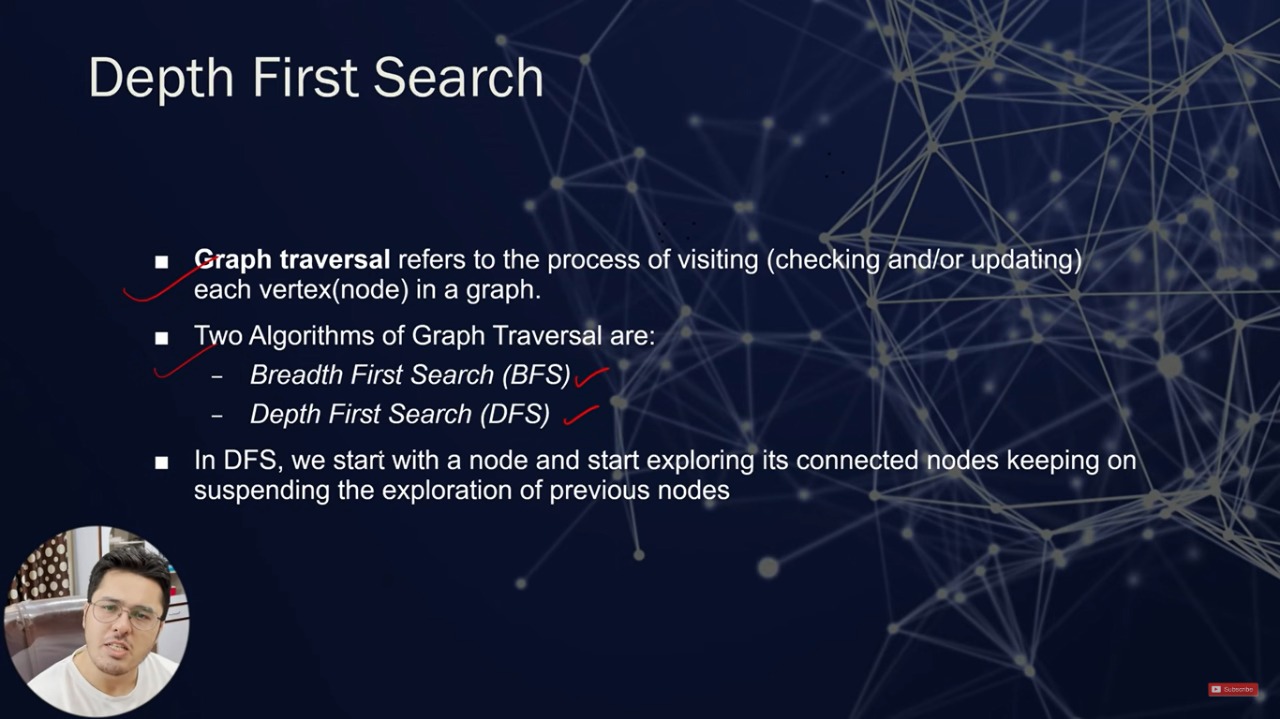 Depth First Search
Graph traversal refers to the process of visiting (checking and/or updating)
each vertex(node) in a graph.
Two Algorithms of Graph Traversal are:
– Breadth First Search (BFS)
– Depth First Search (DFS)
In DFS, we start with a node and start exploring its connected nodes keeping on
suspending the exploration of previous nodes
Subscribe